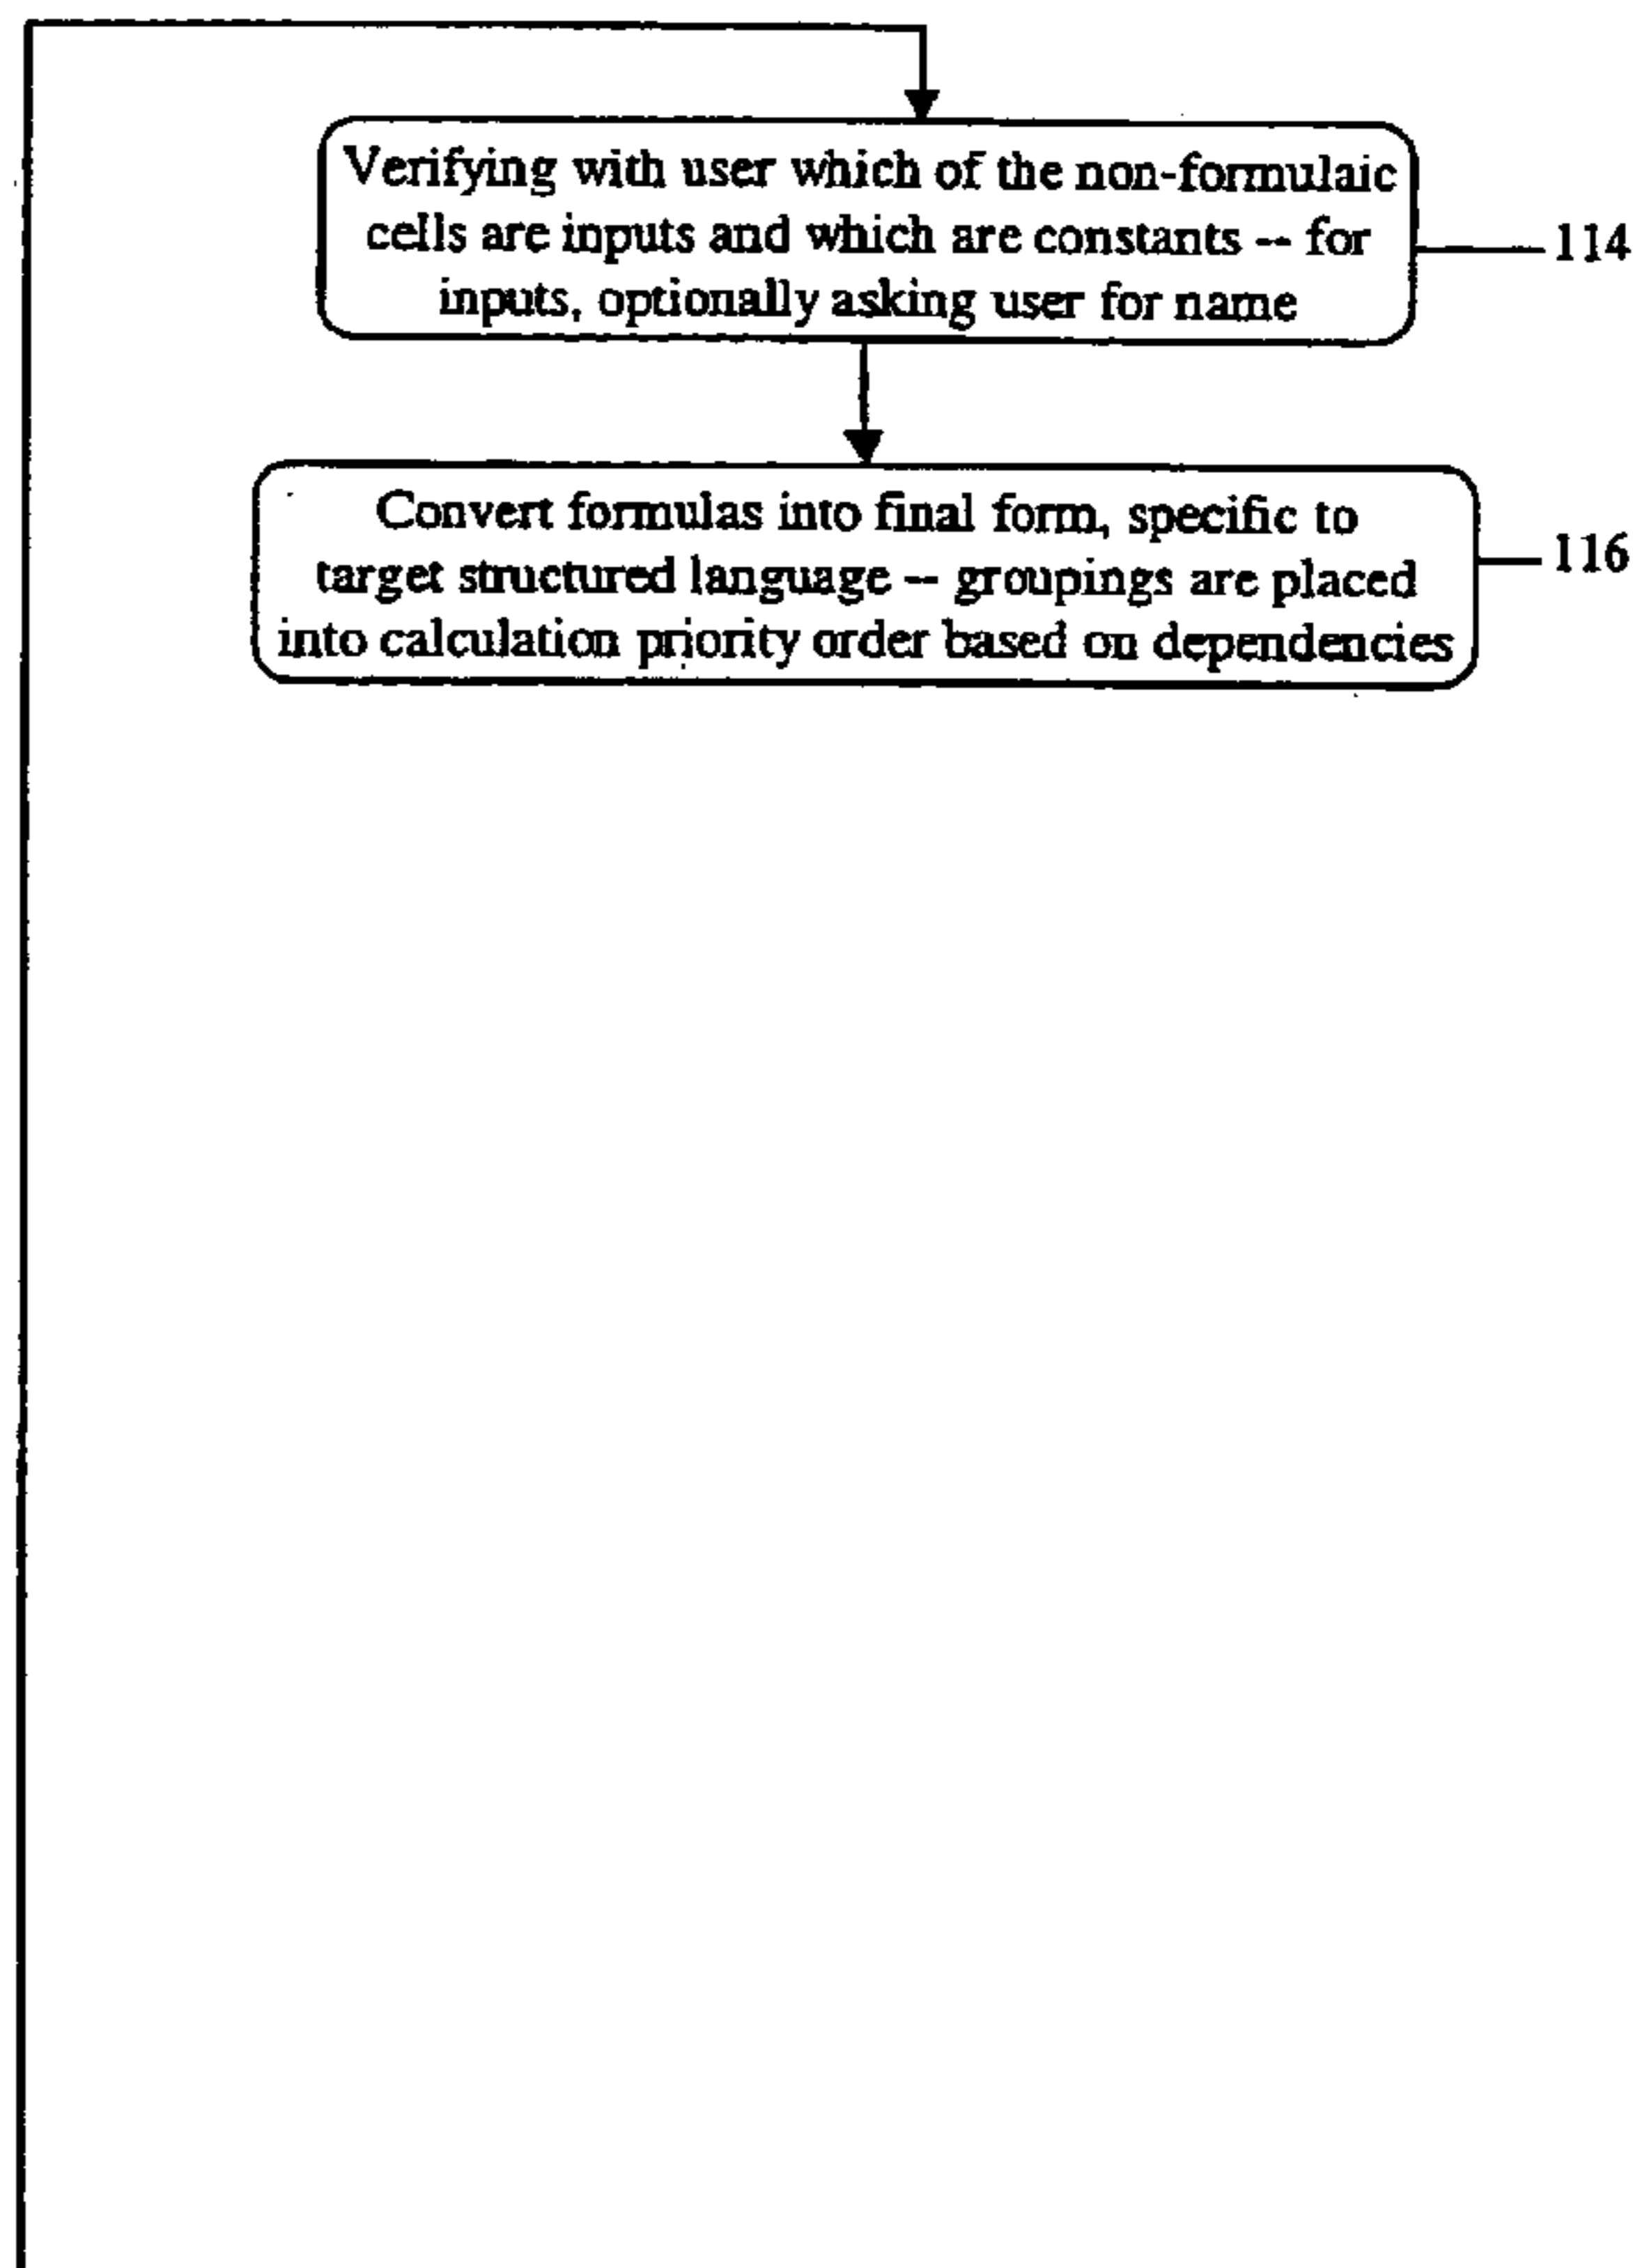 Verifying with user which of the non-formulaic
cells are inputs and which are constants -- for
inputs, optionally asking user for name
114
Convert formulas into final form, specific to
target structured language -- groupings are placed
into calculation priority order based on dependencies
116